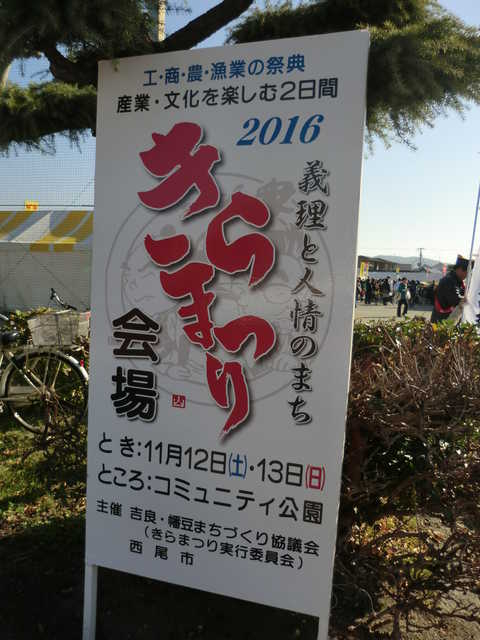 工・商・農・漁業の祭典
産業・文化を楽しむ2日間
2016
義理と人情のまち
きらまつり
会場
とき:11月12日(土)・13日(日)
ところ:コミュニティ公園
主催 吉良・幡豆まちづくり協議会
(きらまつり実行委員会)
西尾市